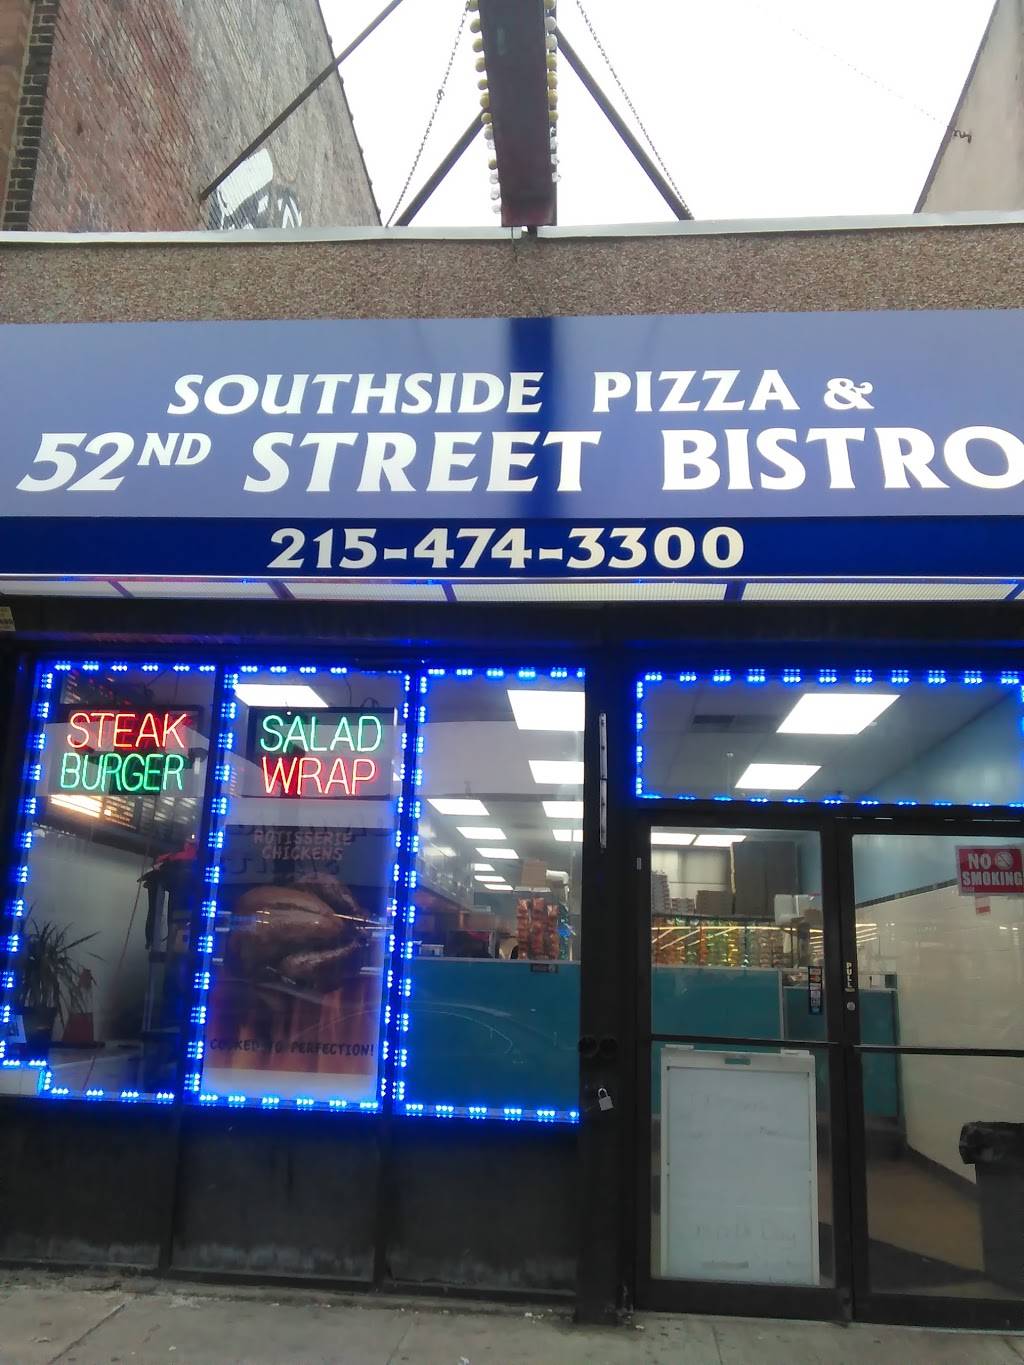 SOUTHSIDE PIZZA &
52ND STREET BISTRO
215-474-3300
STEAK
BURGER
SALAD
WRAP
ROTISSERIE
CHICKENS
COOKED TO PERFECTION!
NO
SMOKING
PULL